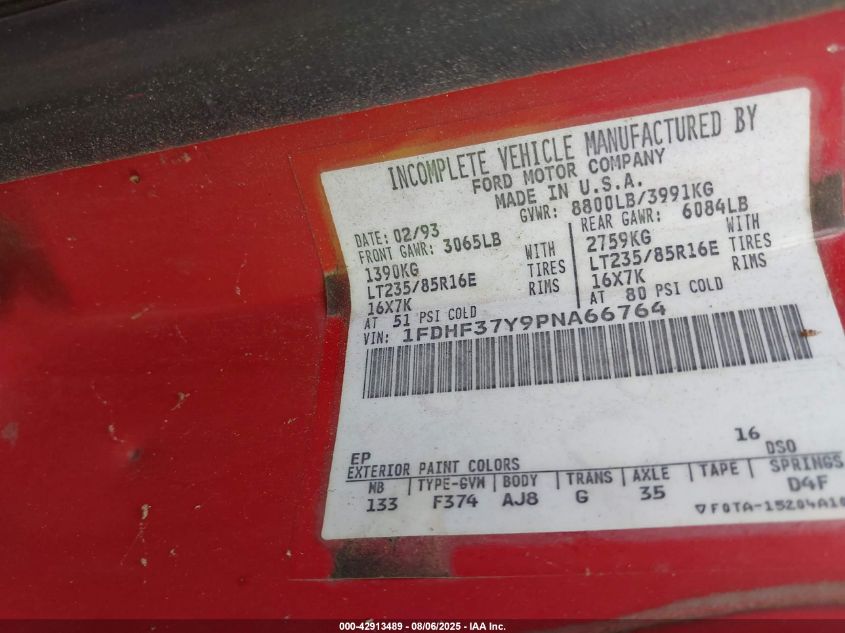 INCOMPLETE VEHICLE MANUFACTURED BY
FORD MOTOR COMPANY
MADE IN U.S.A.
DATE: 02/93 GVWR: 8800LB/3991KG
FRONT GAWR: 3065LB REAR GAWR: 6084LB
1390KG WITH 2759KG WITH
LT235/85R16E TIRES LT235/85R16E TIRES
16X7K RIMS 16X7K RIMS
AT 51 PSI COLD AT 80 PSI COLD
VIN: 1FDHF37Y9PNA66764
EP 16 DSO
EXTERIOR PAINT COLORS
WB TYPE-GVW BODY TRANS AXLE TAPE SPRINGS
133 F374 AJ8 G 35 D4F
000-42913489 - 08/06/2025 - IAA Inc.